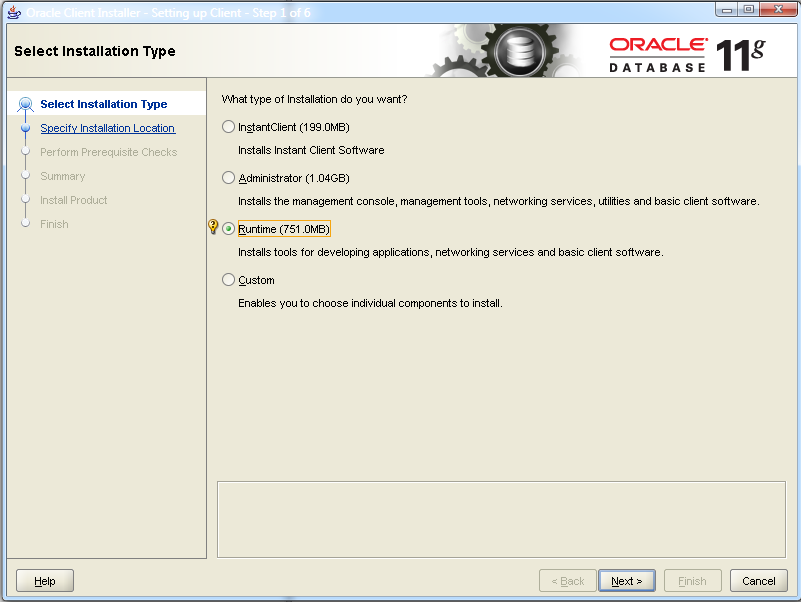 Oracle Client Installer - Setting up Client - Step 1 of 6
Select Installation Type
ORACLE®
DATABASE 11g
Select Installation Type
Specify Installation Location
Perform Prerequisite Checks
Summary
Install Product
Finish
What type of Installation do you want?
InstantClient (199.0MB)
Installs Instant Client Software
Administrator (1.04GB)
Installs the management console, management tools, networking services, utilities and basic client software.
Runtime (751.0MB)
Installs tools for developing applications, networking services and basic client software.
Custom
Enables you to choose individual components to install.
Help
< Back
Next >
Finish
Cancel